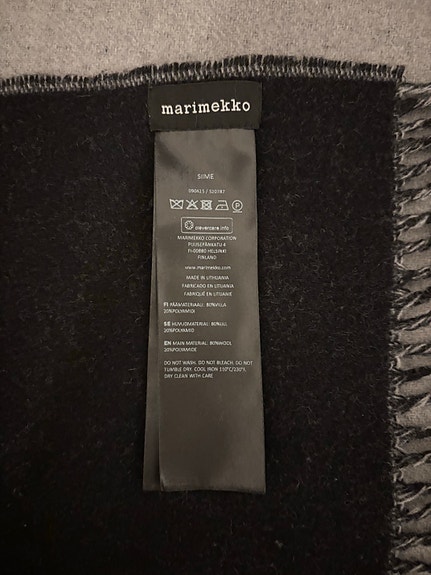 marimekko
SIIME
090415 / 520787
clevercare.info
MARIMEKKO CORPORATION
PUUSEPÄNKATU 4
FI-00880 HELSINKI
FINLAND
www.marimekko.com
MADE IN LITHUANIA
FABRICADO EN LITUANIA
FABRIQUÉ EN LITUANIE
FI PÄÄMATERIAALI: 80%VILLA
20%POLYAMIDI
SE HUVUDMATERIAL: 80%ULL
20%POLYAMID
EN MAIN MATERIAL: 80%WOOL
20%POLYAMIDE
DO NOT WASH. DO NOT BLEACH. DO NOT
TUMBLE DRY. COOL IRON 110°C/230°F.
DRY CLEAN WITH CARE